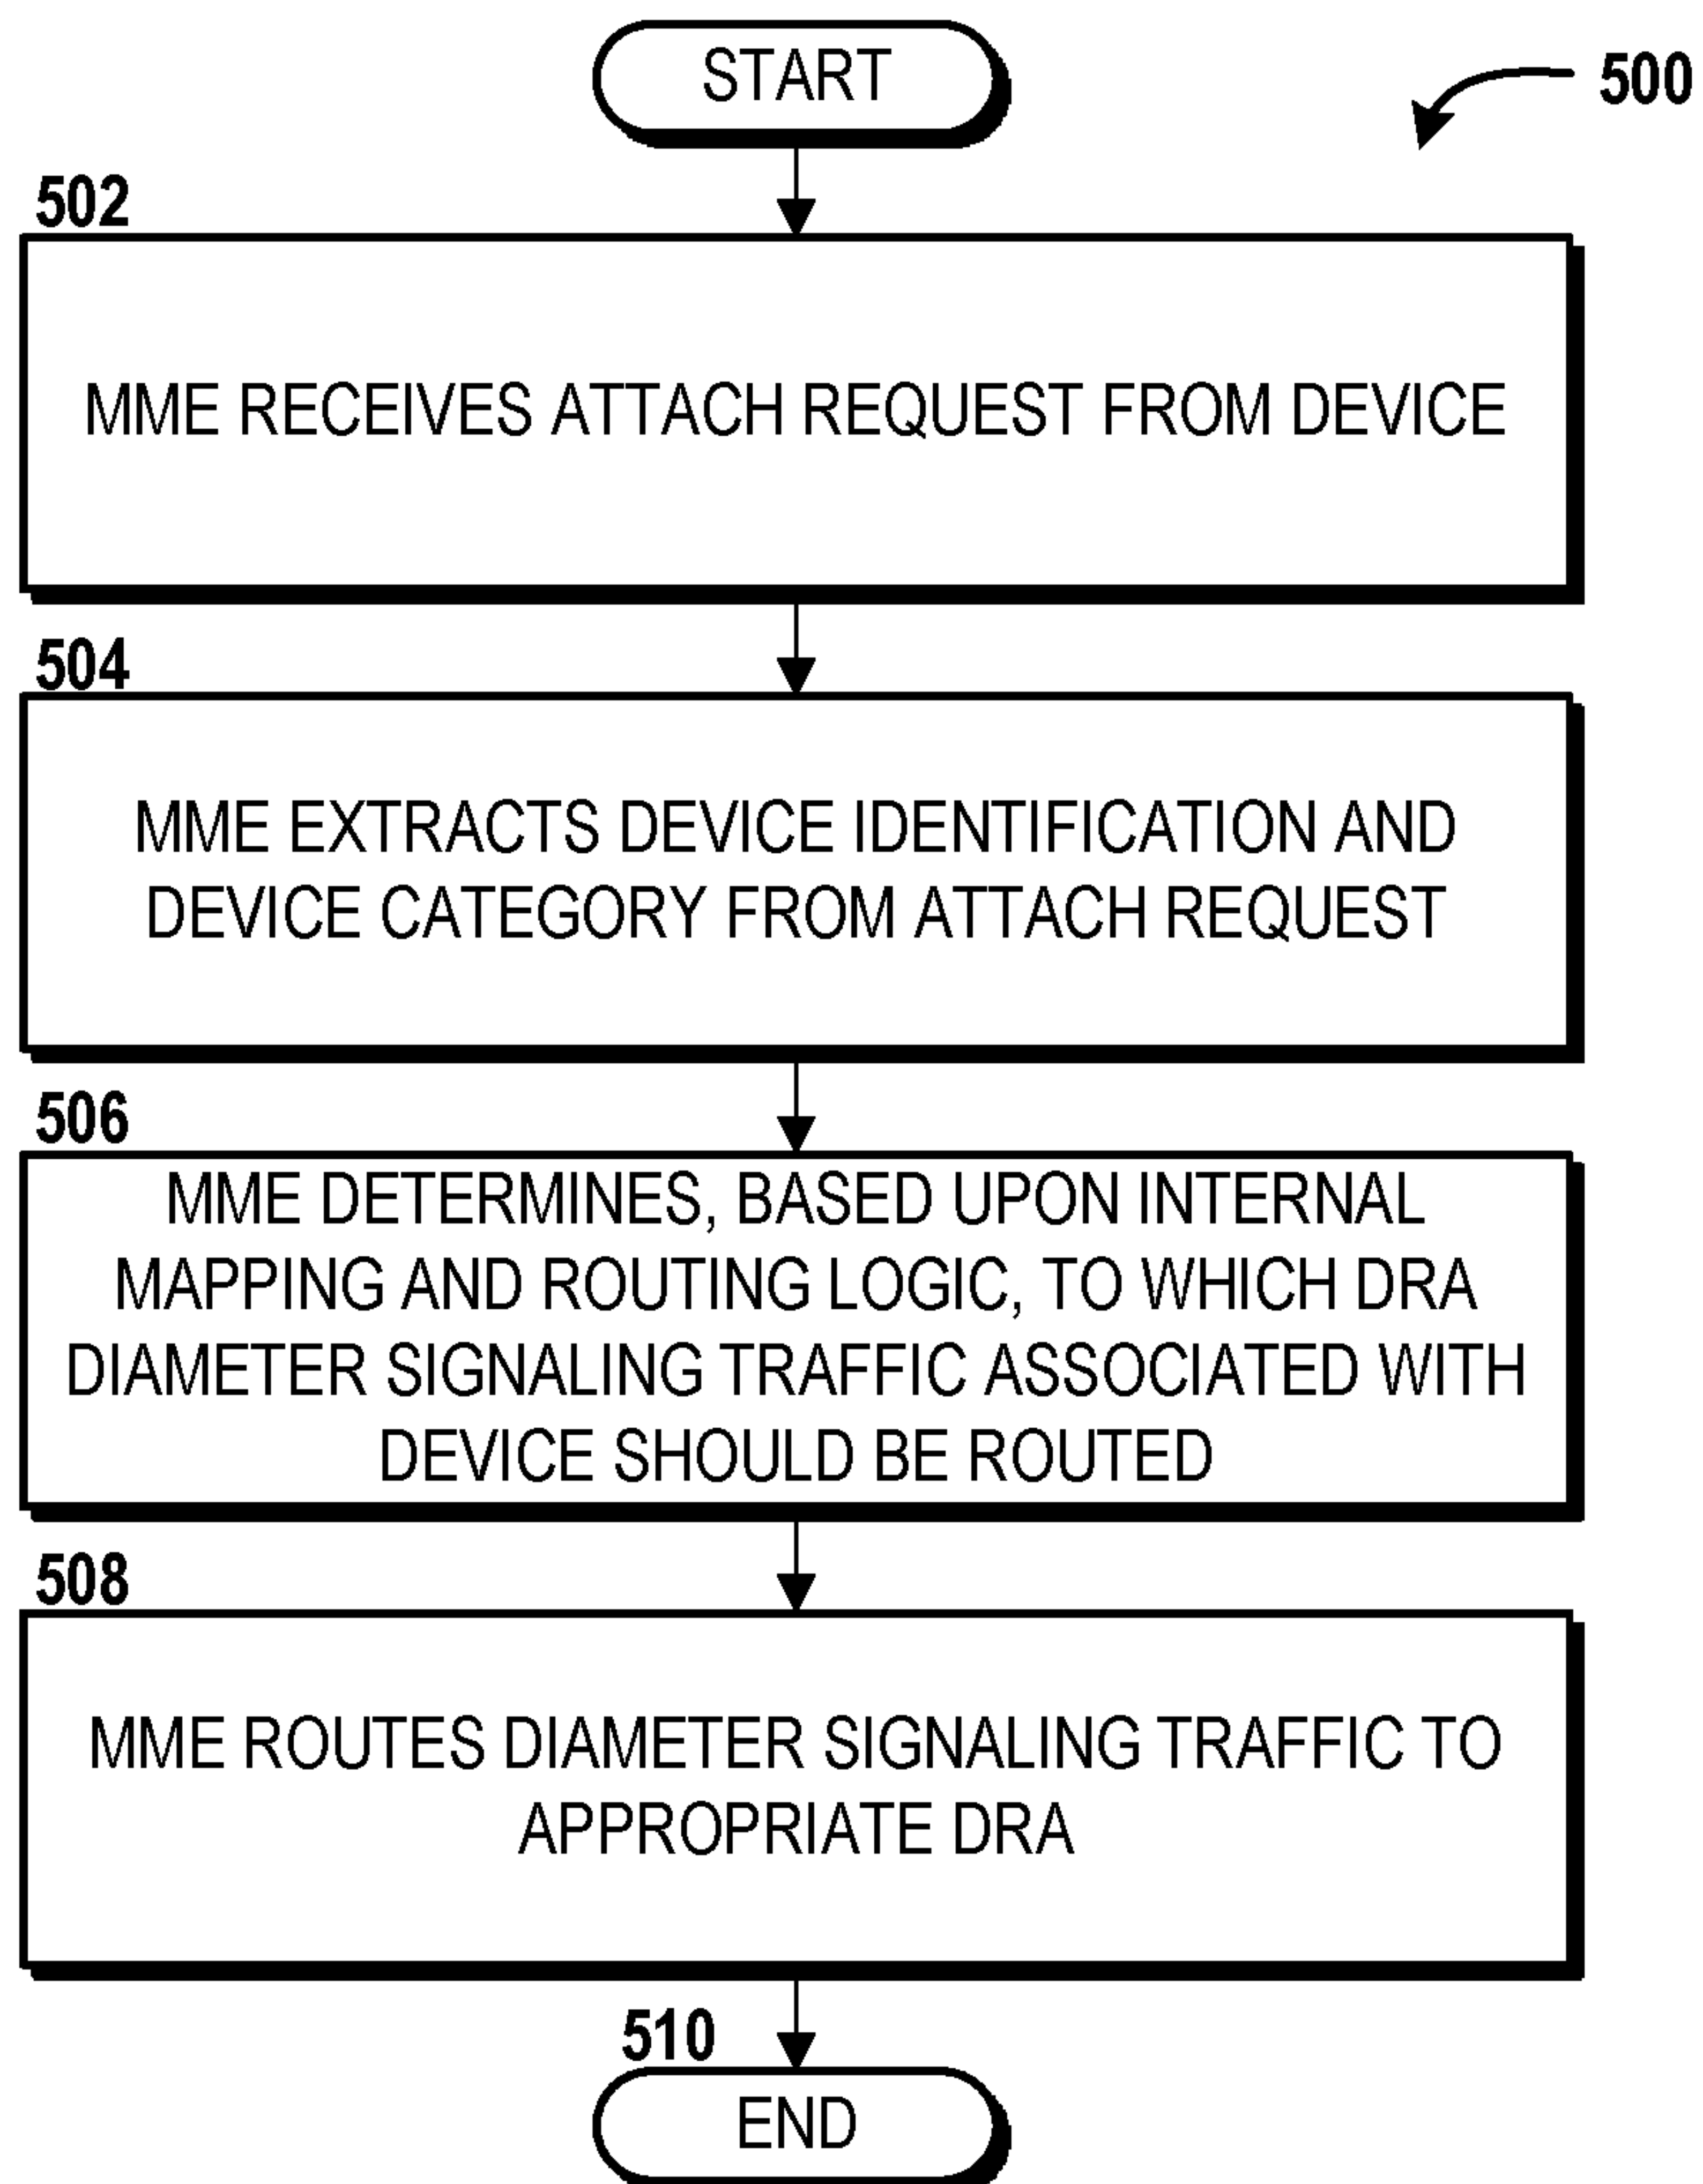 START
500
502
MME RECEIVES ATTACH REQUEST FROM DEVICE
504
MME EXTRACTS DEVICE IDENTIFICATION AND
DEVICE CATEGORY FROM ATTACH REQUEST
506
MME DETERMINES, BASED UPON INTERNAL
MAPPING AND ROUTING LOGIC, TO WHICH DRA
DIAMETER SIGNALING TRAFFIC ASSOCIATED WITH
DEVICE SHOULD BE ROUTED
508
MME ROUTES DIAMETER SIGNALING TRAFFIC TO
APPROPRIATE DRA
510
END